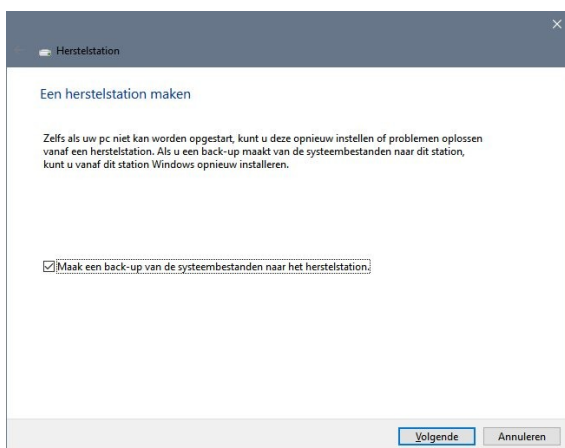 Herstelstation
Een herstelstation maken
Zelfs als uw pc niet kan worden opgestart, kunt u deze opnieuw instellen of problemen oplossen
vanaf een herstelstation. Als u een back-up maakt van de systeembestanden naar dit station,
kunt u vanaf dit station Windows opnieuw installeren.
Maak een back-up van de systeembestanden naar het herstelstation.
Volgende Annuleren